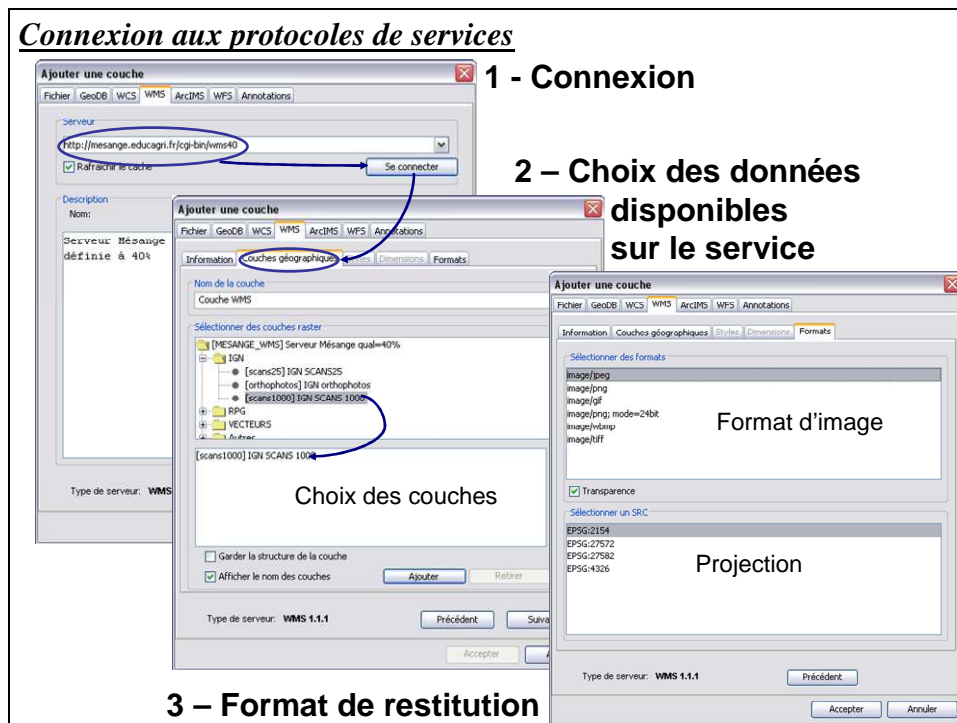 Connexion aux protocoles de services
1 - Connexion
Ajouter une couche
Fichier GeoDB WCS WMS ArcIMS WFS Annotations
Serveur
http://mesange.educagri.fr/cgi-bin/wms40
Rafraichir le cache
Se connecter
Description
Nom:
Serveur Mésange
définie à 40%
Type de serveur: WMS
2 – Choix des données
disponibles
sur le service
Ajouter une couche
Fichier GeoDB WCS WMS ArcIMS WFS Annotations
Information Couches géographiques Dimensions Formats
Nom de la couche
Couche WMS
Sélectionner des couches raster
[MESANGE_WMS] Serveur Mésange qual=40%
IGN
[scans25] IGN SCANS25
[orthophotos] IGN orthophotos
[scans1000] IGN SCANS 1000
RPG
VECTEURS
Autres
[scans1000] IGN SCANS 1000
Choix des couches
Garder la structure de la couche
Afficher le nom des couches
Ajouter
Retirer
Type de serveur: WMS 1.1.1
Précédent
Suiva
Accepter
A
Ajouter une couche
Fichier GeoDB WCS WMS ArcIMS WFS Annotations
Information Couches géographiques Styles Dimensions Formats
Sélectionner des formats
image/jpeg
image/png
image/gif
image/png; mode=24bit
image/wbmp
image/tiff
Format d'image
Transparence
Sélectionner un SRC
EPSG:2154
EPSG:27572
EPSG:27582
EPSG:4326
Projection
Type de serveur: WMS 1.1.1
Précédent
Accepter
Annuler
3 – Format de restitution